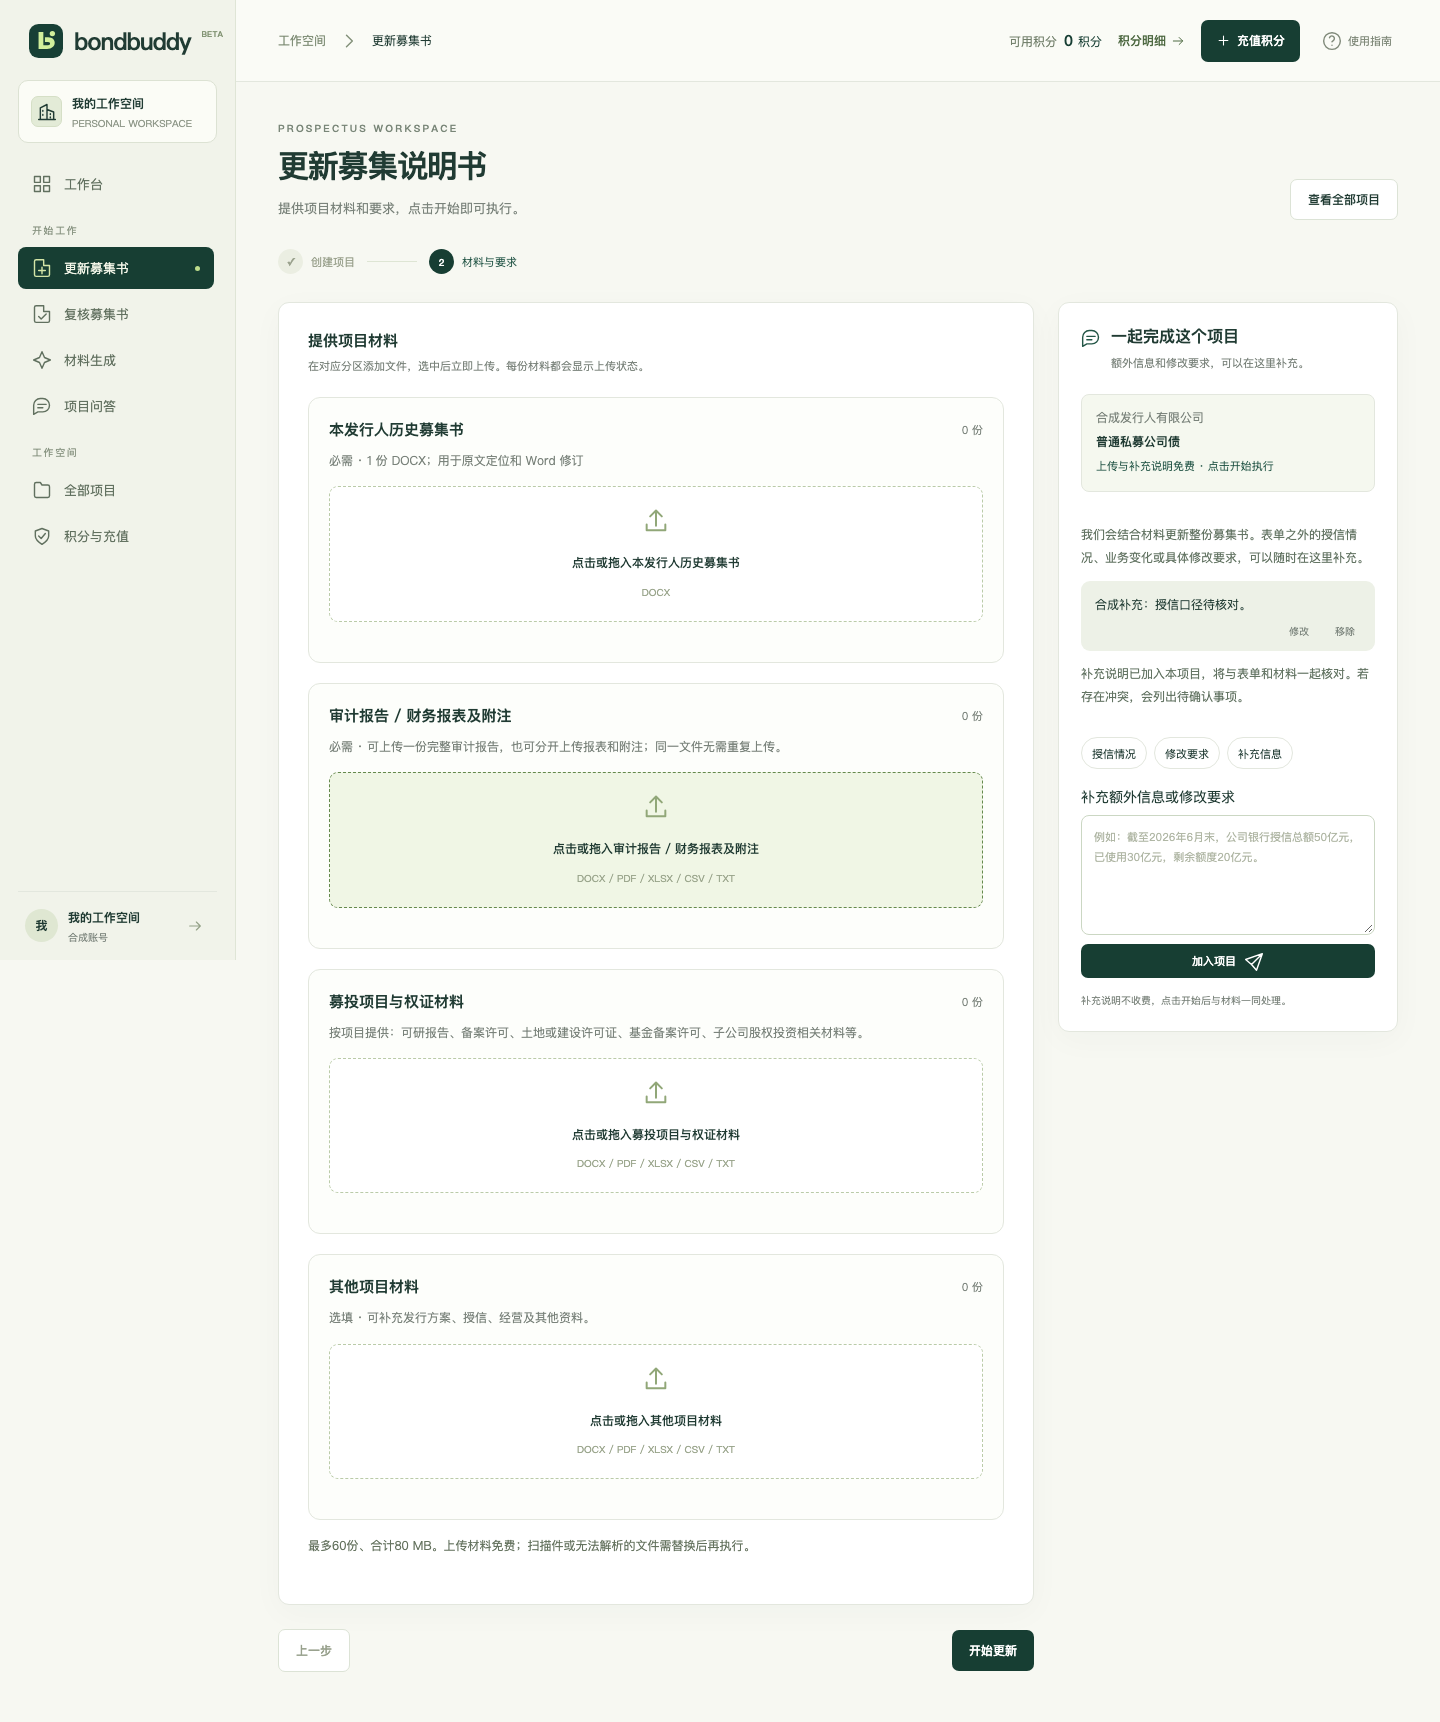 bondbuddy BETA
我的工作空间
PERSONAL WORKSPACE
工作台
开始工作
更新募集书
复核募集书
材料生成
项目问答
工作空间
全部项目
积分与充值
我
我的工作空间
合成账号
工作空间 更新募集书
可用积分 0 积分 积分明细 → + 充值积分 使用指南
PROSPECTUS WORKSPACE
更新募集说明书
提供项目材料和要求，点击开始即可执行。
查看全部项目
✓ 创建项目 2 材料与要求
提供项目材料
在对应分区添加文件，选中后立即上传。每份材料都会显示上传状态。
本发行人历史募集书 0 份
必需 · 1 份 DOCX；用于原文定位和 Word 修订
点击或拖入本发行人历史募集书
DOCX
审计报告 / 财务报表及附注 0 份
必需 · 可上传一份完整审计报告，也可分开上传报表和附注；同一文件无需重复上传。
点击或拖入审计报告 / 财务报表及附注
DOCX / PDF / XLSX / CSV / TXT
募投项目与权证材料 0 份
按项目提供：可研报告、备案许可、土地或建设许可证、基金备案许可、子公司股权投资相关材料等。
点击或拖入募投项目与权证材料
DOCX / PDF / XLSX / CSV / TXT
其他项目材料 0 份
选填 · 可补充发行方案、授信、经营及其他资料。
点击或拖入其他项目材料
DOCX / PDF / XLSX / CSV / TXT
最多60份、合计80 MB。上传材料免费；扫描件或无法解析的文件需替换后再执行。
上一步
开始更新
一起完成这个项目
额外信息和修改要求，可以在这里补充。
合成发行人有限公司
普通私募公司债
上传与补充说明免费 · 点击开始执行
我们会结合材料更新整份募集书。表单之外的授信情
况、业务变化或具体修改要求，可以随时在这里补充。
合成补充：授信口径待核对。
修改 移除
补充说明已加入本项目，将与表单和材料一起核对。若
存在冲突，会列出待确认事项。
授信情况 修改要求 补充信息
补充额外信息或修改要求
例如：截至2026年6月末，公司银行授信总额50亿元，
已使用30亿元，剩余额度20亿元。
加入项目
补充说明不收费，点击开始后与材料一同处理。